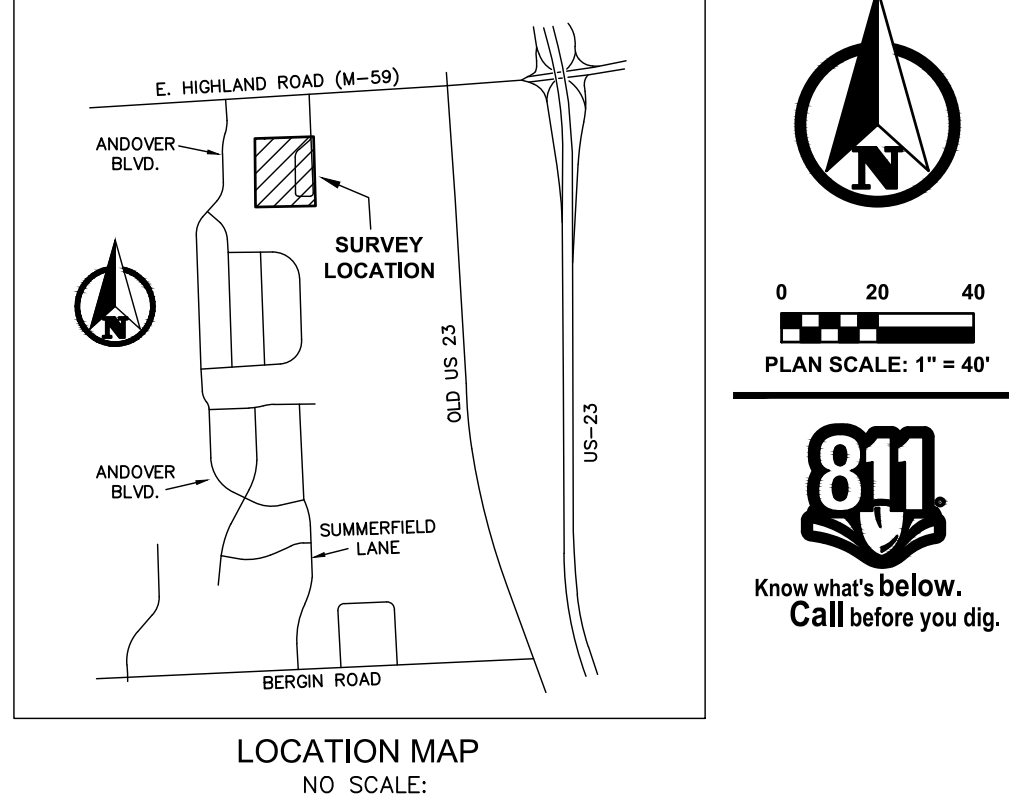 E. HIGHLAND ROAD (M-59)
ANDOVER
BLVD.
SURVEY
LOCATION
N
OLD US 23
US-23
ANDOVER
BLVD.
SUMMERFIELD
LANE
BERGIN ROAD
LOCATION MAP
NO SCALE:
N
0 20 40
PLAN SCALE: 1" = 40'
811®
Know what's below.
Call before you dig.